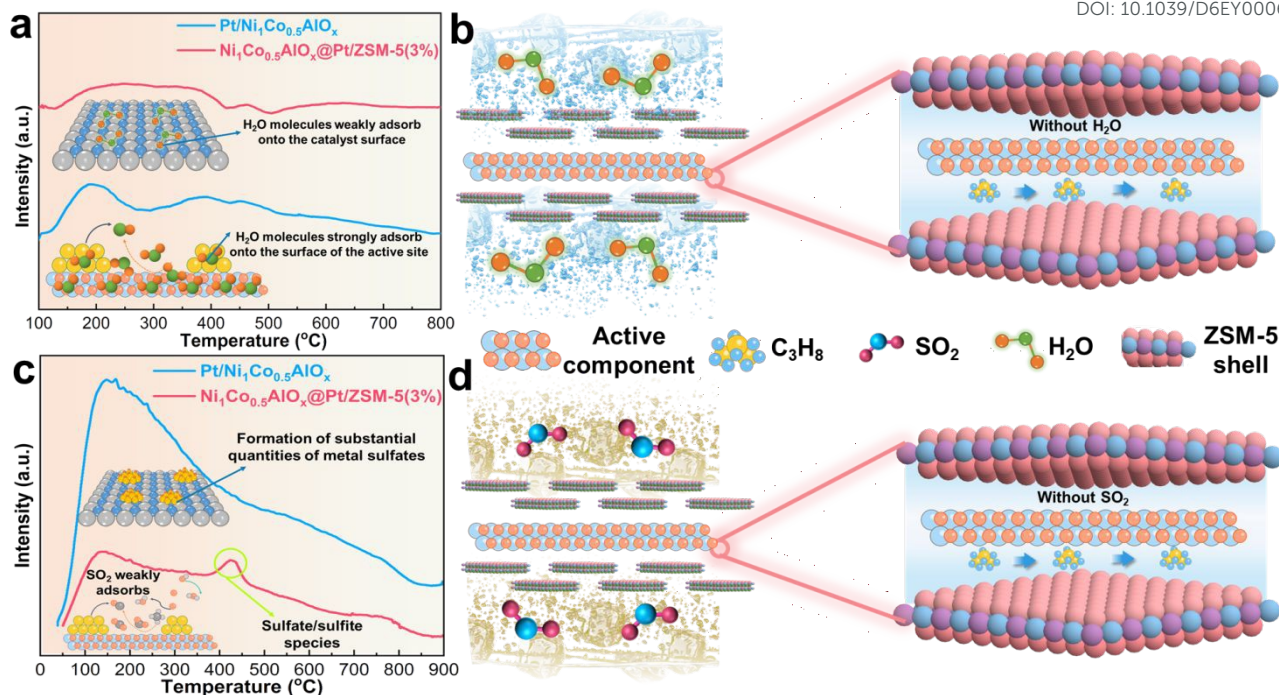 DOI: 10.1039/D6EY0006
a
Pt/Ni₁Co₀.₅AlOₓ
Ni₁Co₀.₅AlOₓ@Pt/ZSM-5(3%)
H₂O molecules weakly adsorb
onto the catalyst surface
H₂O molecules strongly adsorb
onto the surface of the active site
Intensity (a.u.)
100 200 300 400 500 600 700 800
Temperature (°C)
b
Without H₂O
Active
component
C₃H₈
SO₂
H₂O
ZSM-5
shell
c
Pt/Ni₁Co₀.₅AlOₓ
Ni₁Co₀.₅AlOₓ@Pt/ZSM-5(3%)
Formation of substantial
quantities of metal sulfates
SO₂ weakly
adsorbs
Sulfate/sulfite
species
Intensity (a.u.)
0 100 200 300 400 500 600 700 800 900
Temperature (°C)
d
Without SO₂